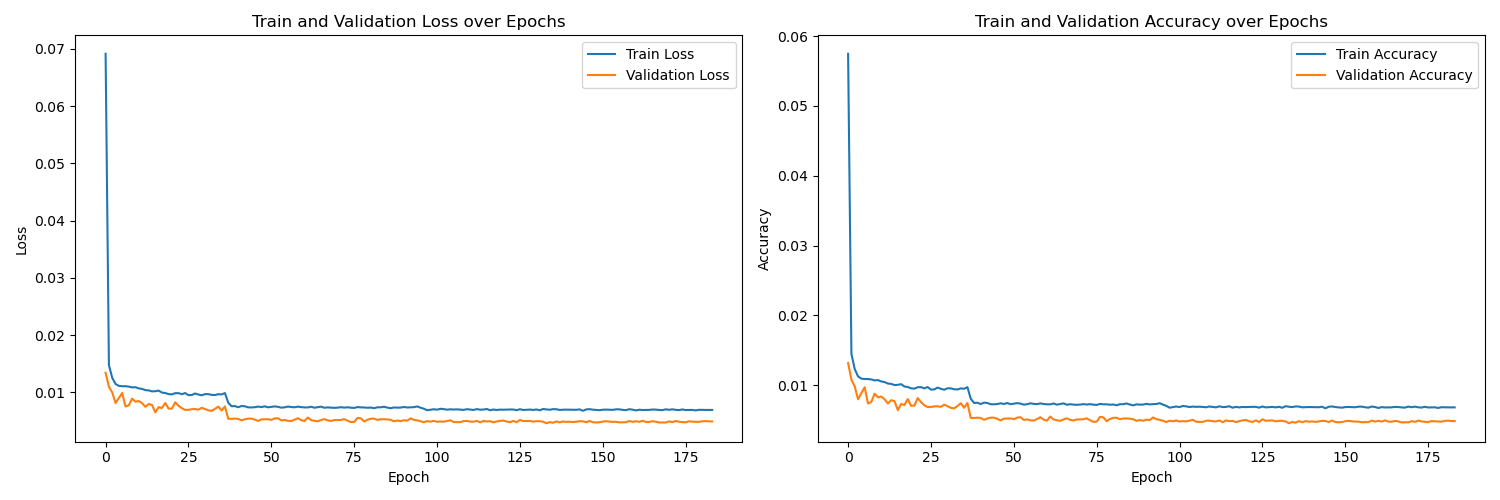 Train and Validation Loss over Epochs
Train Loss
Validation Loss
0.07
0.06
0.05
0.04
0.03
0.02
0.01
Loss
0 25 50 75 100 125 150 175
Epoch
Train and Validation Accuracy over Epochs
Train Accuracy
Validation Accuracy
0.06
0.05
0.04
0.03
0.02
0.01
Accuracy
0 25 50 75 100 125 150 175
Epoch